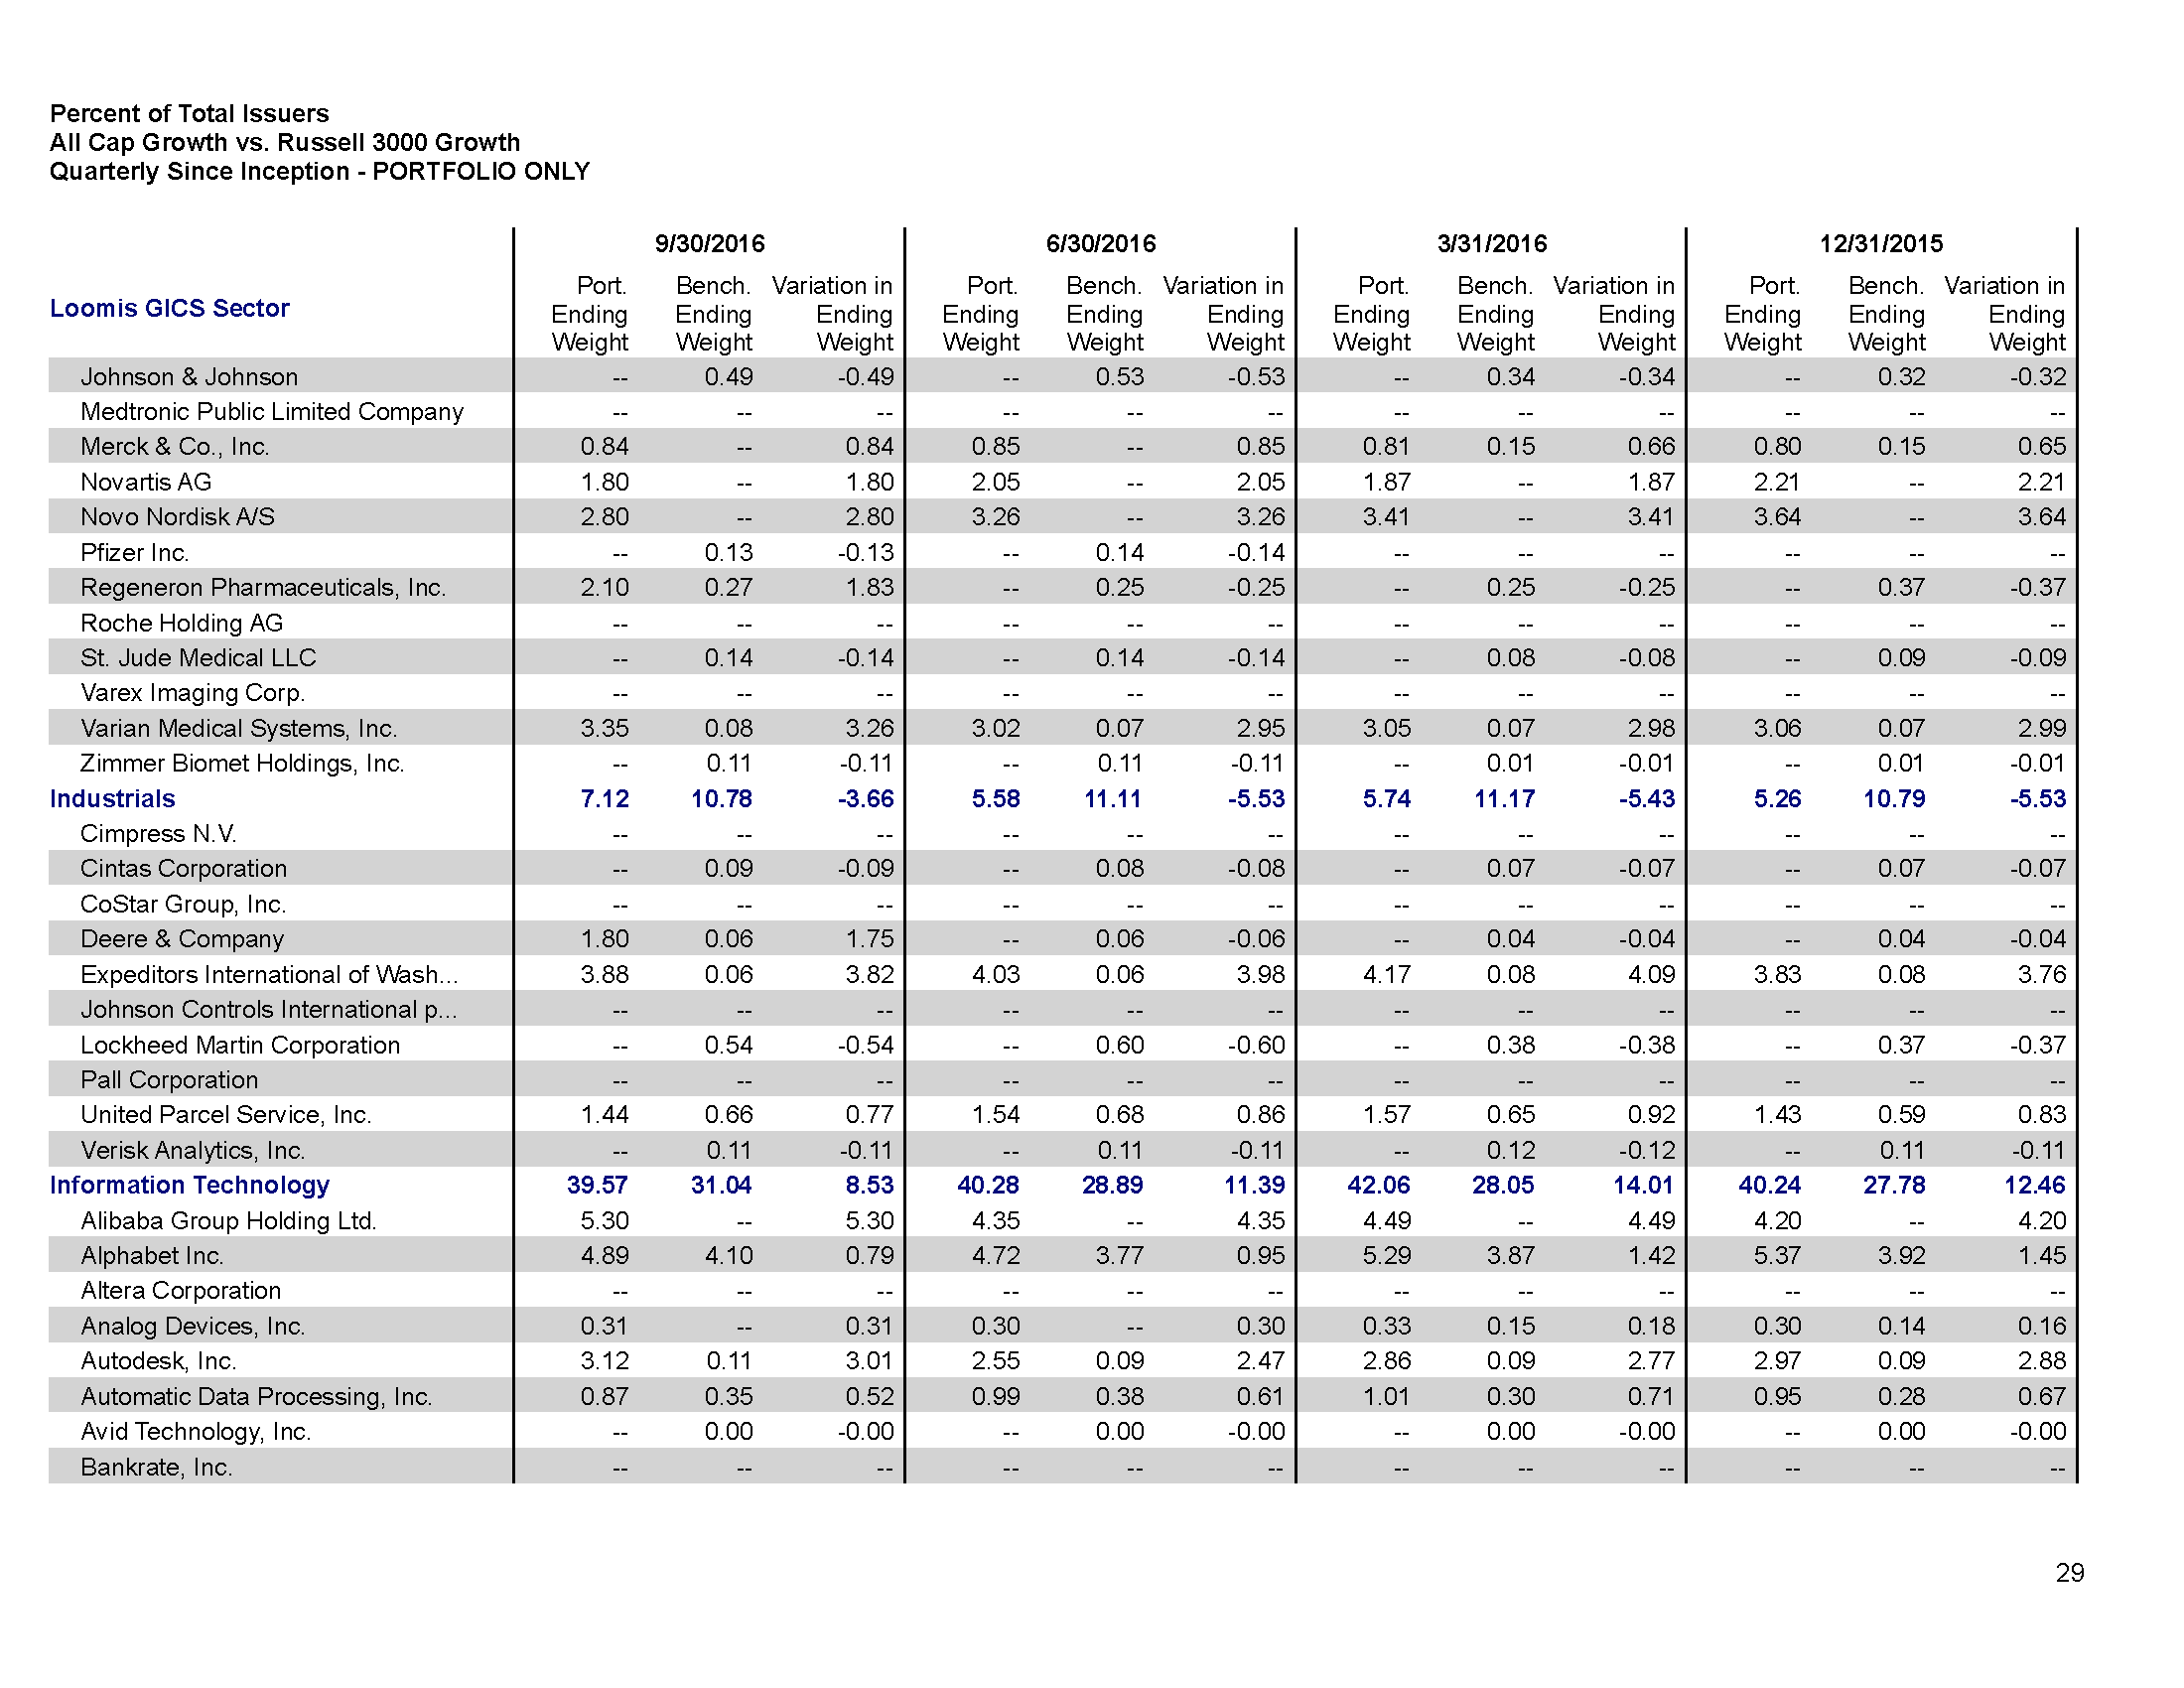 Percent of Total Issuers
All Cap Growth vs. Russell 3000 Growth
Quarterly Since Inception - PORTFOLIO ONLY
9/30/2016 6/30/2016 3/31/2016 12/31/2015
Port. Bench. Variation in Port. Bench. Variation in Port. Bench. Variation in Port. Bench. Variation in
Loomis GICS Sector Ending Ending Ending Ending Ending Ending Ending Ending Ending Ending Ending Ending
Weight Weight Weight Weight Weight Weight Weight Weight Weight Weight Weight Weight
Johnson & Johnson -- 0.49 -0.49 -- 0.53 -0.53 -- 0.34 -0.34 -- 0.32 -0.32
Medtronic Public Limited Company -- -- -- -- -- -- -- -- -- -- -- --
Merck & Co., Inc. 0.84 -- 0.84 0.85 -- 0.85 0.81 0.15 0.66 0.80 0.15 0.65
Novartis AG 1.80 -- 1.80 2.05 -- 2.05 1.87 -- 1.87 2.21 -- 2.21
Novo Nordisk A/S 2.80 -- 2.80 3.26 -- 3.26 3.41 -- 3.41 3.64 -- 3.64
Pfizer Inc. -- 0.13 -0.13 -- 0.14 -0.14 -- -- -- -- -- --
Regeneron Pharmaceuticals, Inc. 2.10 0.27 1.83 -- 0.25 -0.25 -- 0.25 -0.25 -- 0.37 -0.37
Roche Holding AG -- -- -- -- -- -- -- -- -- -- -- --
St. Jude Medical LLC -- 0.14 -0.14 -- 0.14 -0.14 -- 0.08 -0.08 -- 0.09 -0.09
Varex Imaging Corp. -- -- -- -- -- -- -- -- -- -- -- --
Varian Medical Systems, Inc. 3.35 0.08 3.26 3.02 0.07 2.95 3.05 0.07 2.98 3.06 0.07 2.99
Zimmer Biomet Holdings, Inc. -- 0.11 -0.11 -- 0.11 -0.11 -- 0.01 -0.01 -- 0.01 -0.01
Industrials 7.12 10.78 -3.66 5.58 11.11 -5.53 5.74 11.17 -5.43 5.26 10.79 -5.53
Cimpress N.V. -- -- -- -- -- -- -- -- -- -- -- --
Cintas Corporation -- 0.09 -0.09 -- 0.08 -0.08 -- 0.07 -0.07 -- 0.07 -0.07
CoStar Group, Inc. -- -- -- -- -- -- -- -- -- -- -- --
Deere & Company 1.80 0.06 1.75 -- 0.06 -0.06 -- 0.04 -0.04 -- 0.04 -0.04
Expeditors International of Wash... 3.88 0.06 3.82 4.03 0.06 3.98 4.17 0.08 4.09 3.83 0.08 3.76
Johnson Controls International p... -- -- -- -- -- -- -- -- -- -- -- --
Lockheed Martin Corporation -- 0.54 -0.54 -- 0.60 -0.60 -- 0.38 -0.38 -- 0.37 -0.37
Pall Corporation -- -- -- -- -- -- -- -- -- -- -- --
United Parcel Service, Inc. 1.44 0.66 0.77 1.54 0.68 0.86 1.57 0.65 0.92 1.43 0.59 0.83
Verisk Analytics, Inc. -- 0.11 -0.11 -- 0.11 -0.11 -- 0.12 -0.12 -- 0.11 -0.11
Information Technology 39.57 31.04 8.53 40.28 28.89 11.39 42.06 28.05 14.01 40.24 27.78 12.46
Alibaba Group Holding Ltd. 5.30 -- 5.30 4.35 -- 4.35 4.49 -- 4.49 4.20 -- 4.20
Alphabet Inc. 4.89 4.10 0.79 4.72 3.77 0.95 5.29 3.87 1.42 5.37 3.92 1.45
Altera Corporation -- -- -- -- -- -- -- -- -- -- -- --
Analog Devices, Inc. 0.31 -- 0.31 0.30 -- 0.30 0.33 0.15 0.18 0.30 0.14 0.16
Autodesk, Inc. 3.12 0.11 3.01 2.55 0.09 2.47 2.86 0.09 2.77 2.97 0.09 2.88
Automatic Data Processing, Inc. 0.87 0.35 0.52 0.99 0.38 0.61 1.01 0.30 0.71 0.95 0.28 0.67
Avid Technology, Inc. -- 0.00 -0.00 -- 0.00 -0.00 -- 0.00 -0.00 -- 0.00 -0.00
Bankrate, Inc. -- -- -- -- -- -- -- -- -- -- -- --
29